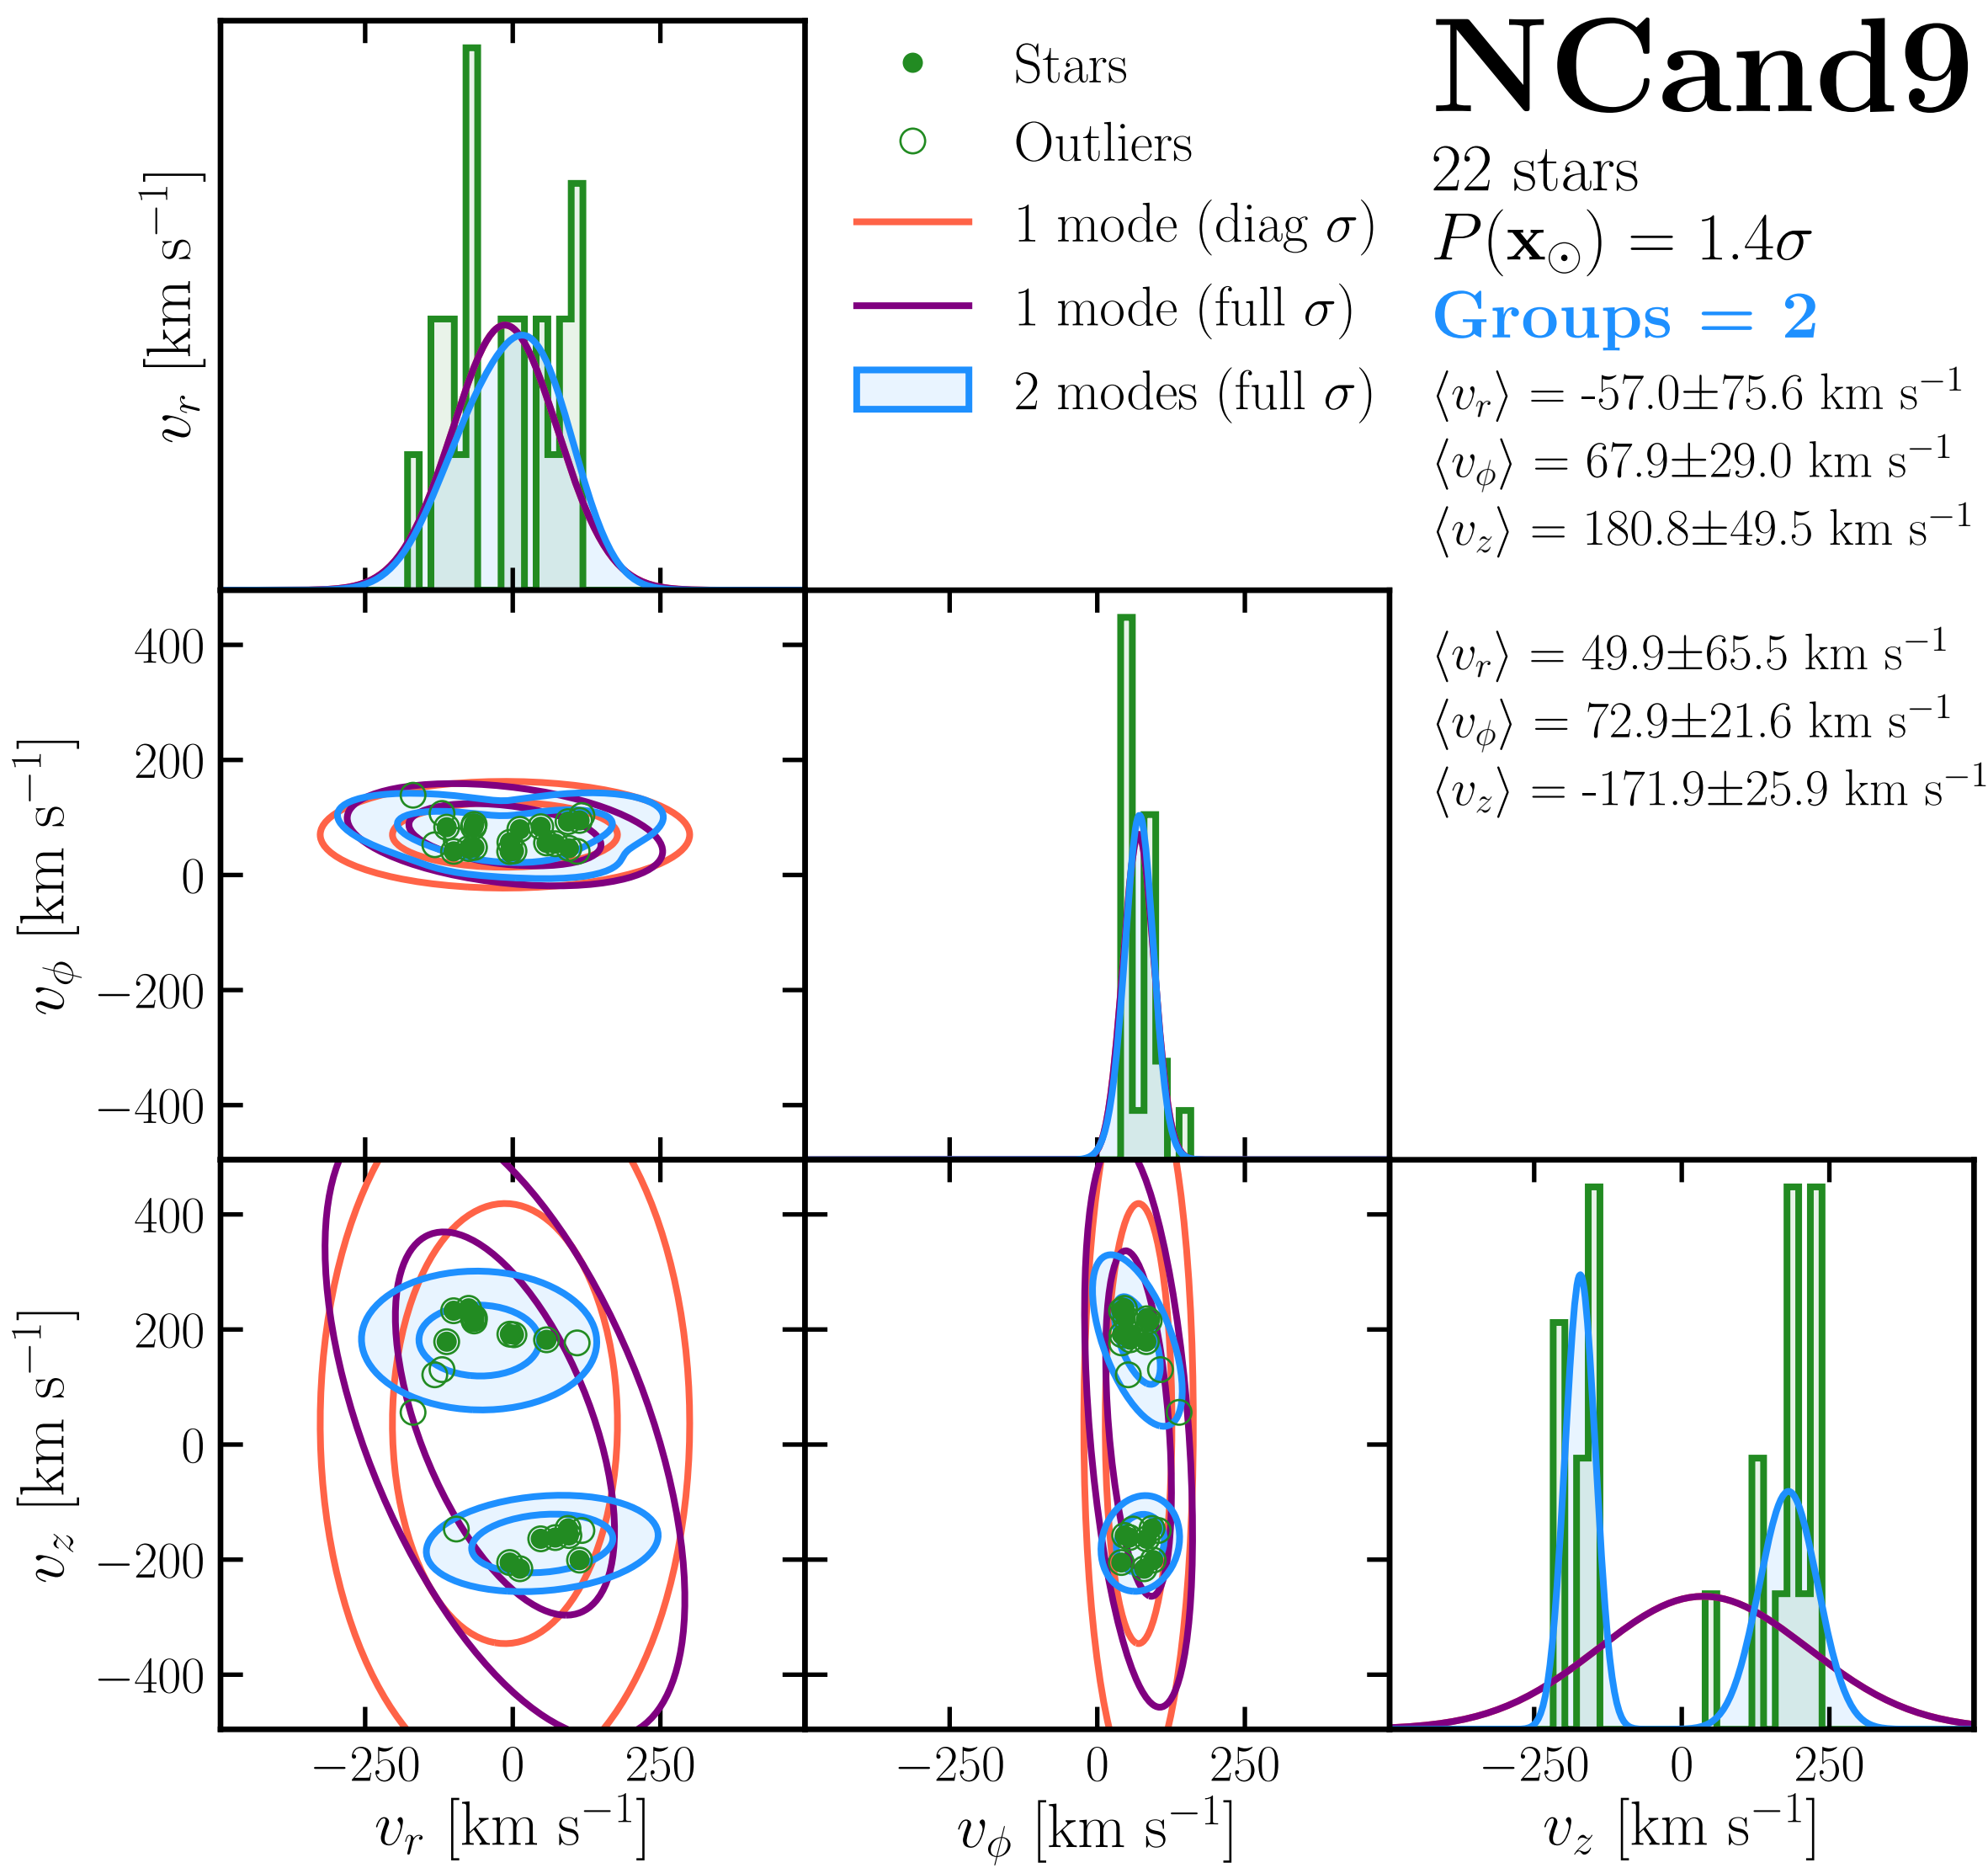 NCand9
22 stars
P(x⊙) = 1.4σ
Groups = 2
⟨v_r⟩ = -57.0±75.6 km s⁻¹
⟨v_ϕ⟩ = 67.9±29.0 km s⁻¹
⟨v_z⟩ = 180.8±49.5 km s⁻¹
⟨v_r⟩ = 49.9±65.5 km s⁻¹
⟨v_ϕ⟩ = 72.9±21.6 km s⁻¹
⟨v_z⟩ = -171.9±25.9 km s⁻¹
Stars
Outliers
1 mode (diag σ)
1 mode (full σ)
2 modes (full σ)
v_r [km s⁻¹]
400
200
0
−200
−400
v_ϕ [km s⁻¹]
400
200
0
−200
−400
v_z [km s⁻¹]
−250 0 250
v_r [km s⁻¹]
−250 0 250
v_ϕ [km s⁻¹]
−250 0 250
v_z [km s⁻¹]